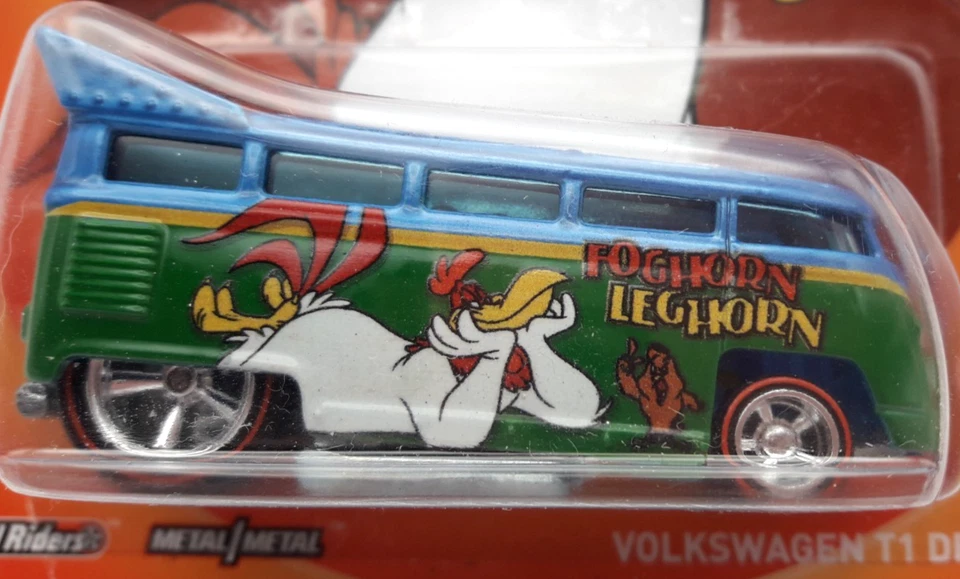 FOGHORN
LEGHORN
Riders
METAL/METAL
VOLKSWAGEN T1